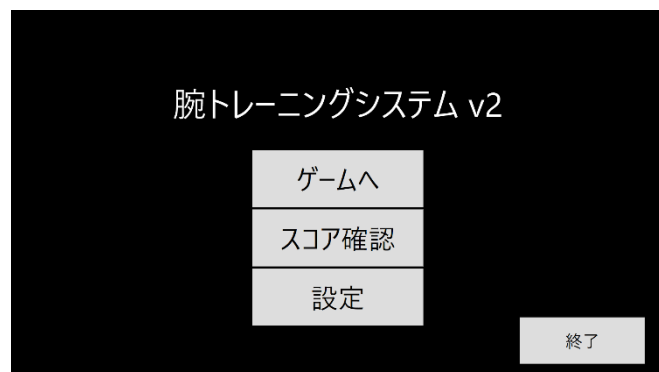 腕トレーニングシステム v2
ゲームへ
スコア確認
設定
終了